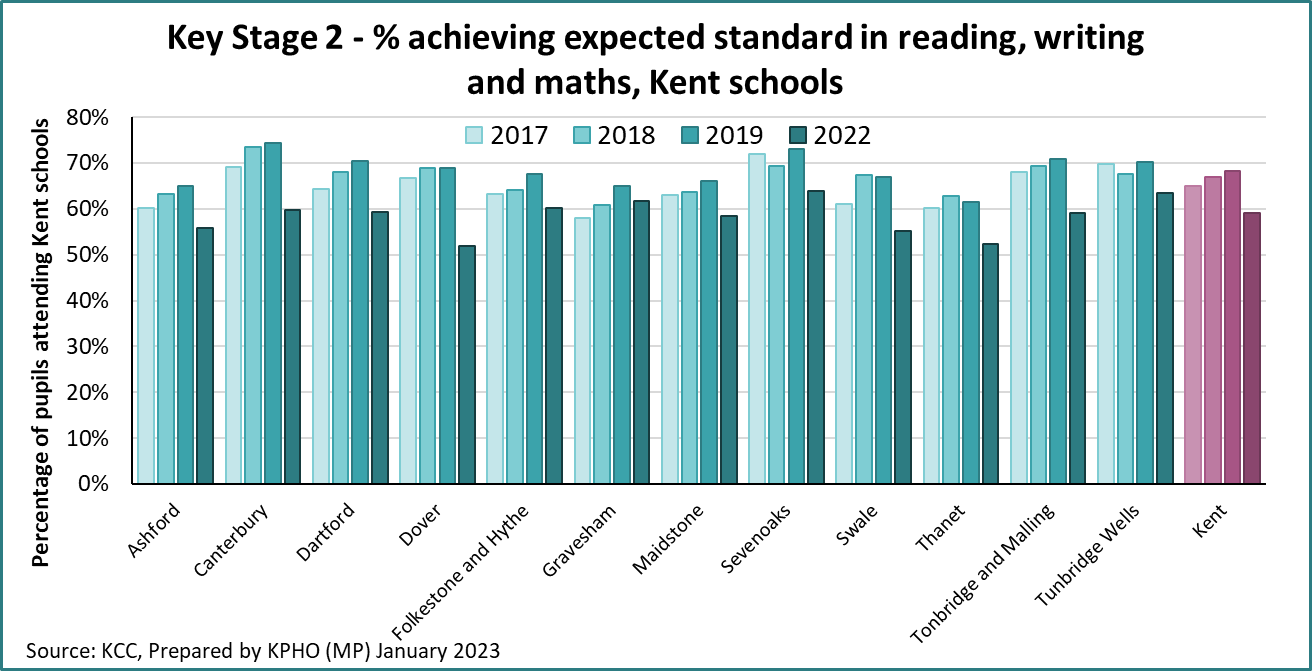 Key Stage 2 - % achieving expected standard in reading, writing
and maths, Kent schools
Percentage of pupils attending Kent schools
2017 2018 2019 2022
80%
70%
60%
50%
40%
30%
20%
10%
0%
Ashford
Canterbury
Dartford
Dover
Folkestone and Hythe
Gravesham
Maidstone
Sevenoaks
Swale
Thanet
Tonbridge and Malling
Tunbridge Wells
Kent
Source: KCC, Prepared by KPHO (MP) January 2023